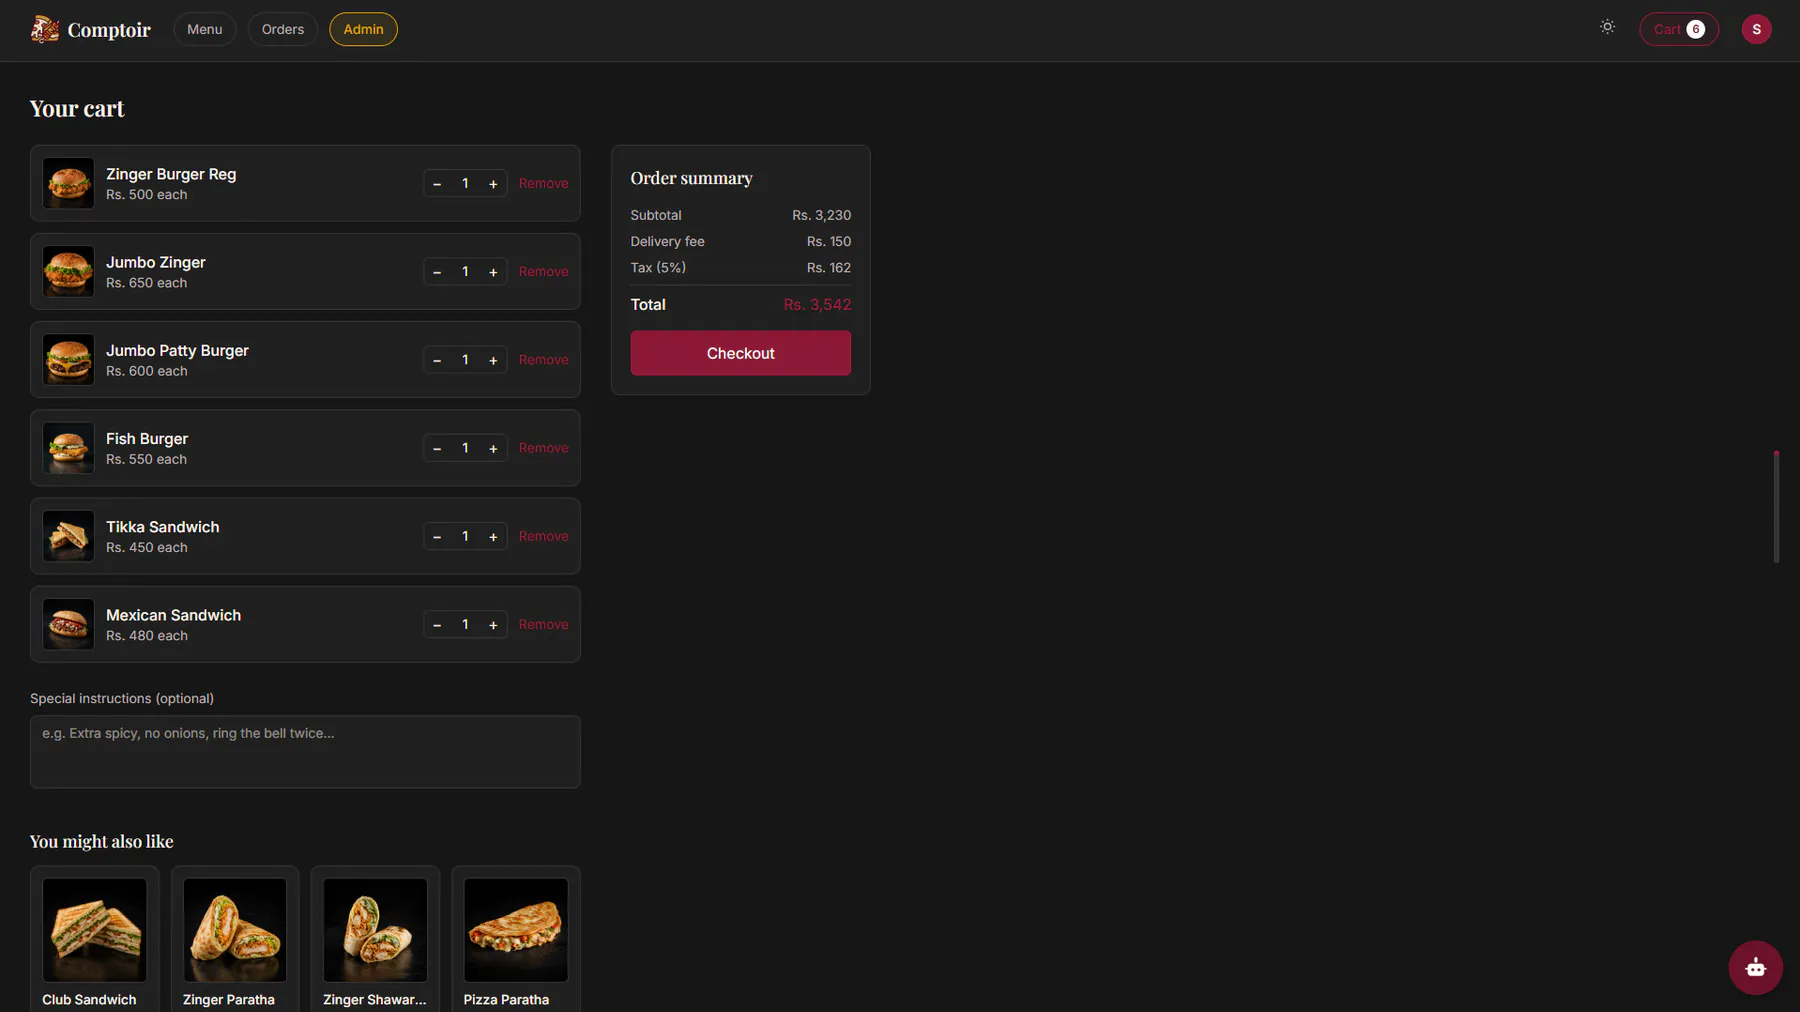 Comptoir
Menu
Orders
Admin
Cart 6
S
Your cart
Zinger Burger Reg
Rs. 500 each
− 1 +
Remove
Jumbo Zinger
Rs. 650 each
− 1 +
Remove
Jumbo Patty Burger
Rs. 600 each
− 1 +
Remove
Fish Burger
Rs. 550 each
− 1 +
Remove
Tikka Sandwich
Rs. 450 each
− 1 +
Remove
Mexican Sandwich
Rs. 480 each
− 1 +
Remove
Special instructions (optional)
e.g. Extra spicy, no onions, ring the bell twice...
Order summary
Subtotal Rs. 3,230
Delivery fee Rs. 150
Tax (5%) Rs. 162
Total Rs. 3,542
Checkout
You might also like
Club Sandwich
Zinger Paratha
Zinger Shawar...
Pizza Paratha